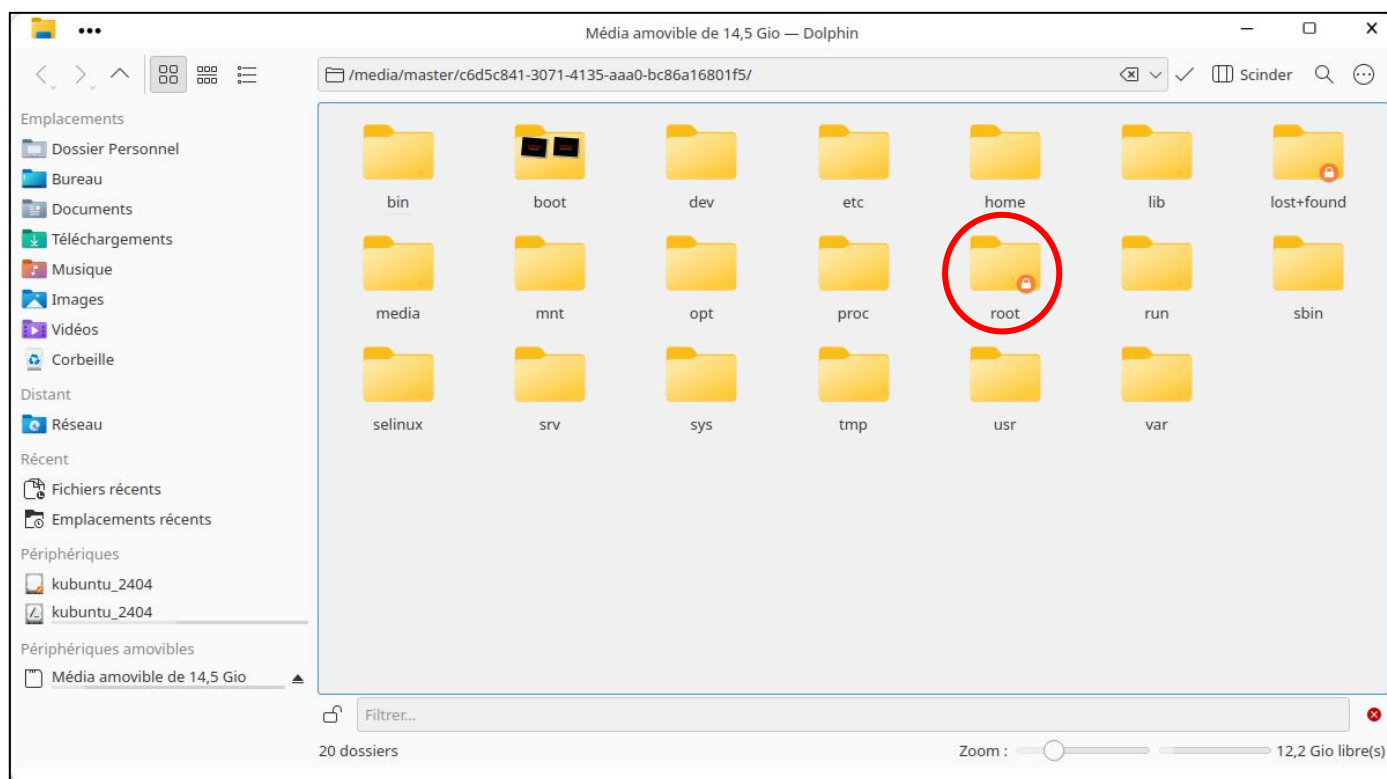 Média amovible de 14,5 Gio — Dolphin
/media/master/c6d5c841-3071-4135-aaa0-bc86a16801f5/
Scinder
Emplacements
Dossier Personnel
Bureau
Documents
Téléchargements
Musique
Images
Vidéos
Corbeille
Distant
Réseau
Récent
Fichiers récents
Emplacements récents
Périphériques
kubuntu_2404
kubuntu_2404
Périphériques amovibles
Média amovible de 14,5 Gio
bin boot dev etc home lib lost+found
media mnt opt proc root run sbin
selinux srv sys tmp usr var
Filtrer...
20 dossiers
Zoom :
12,2 Gio libre(s)